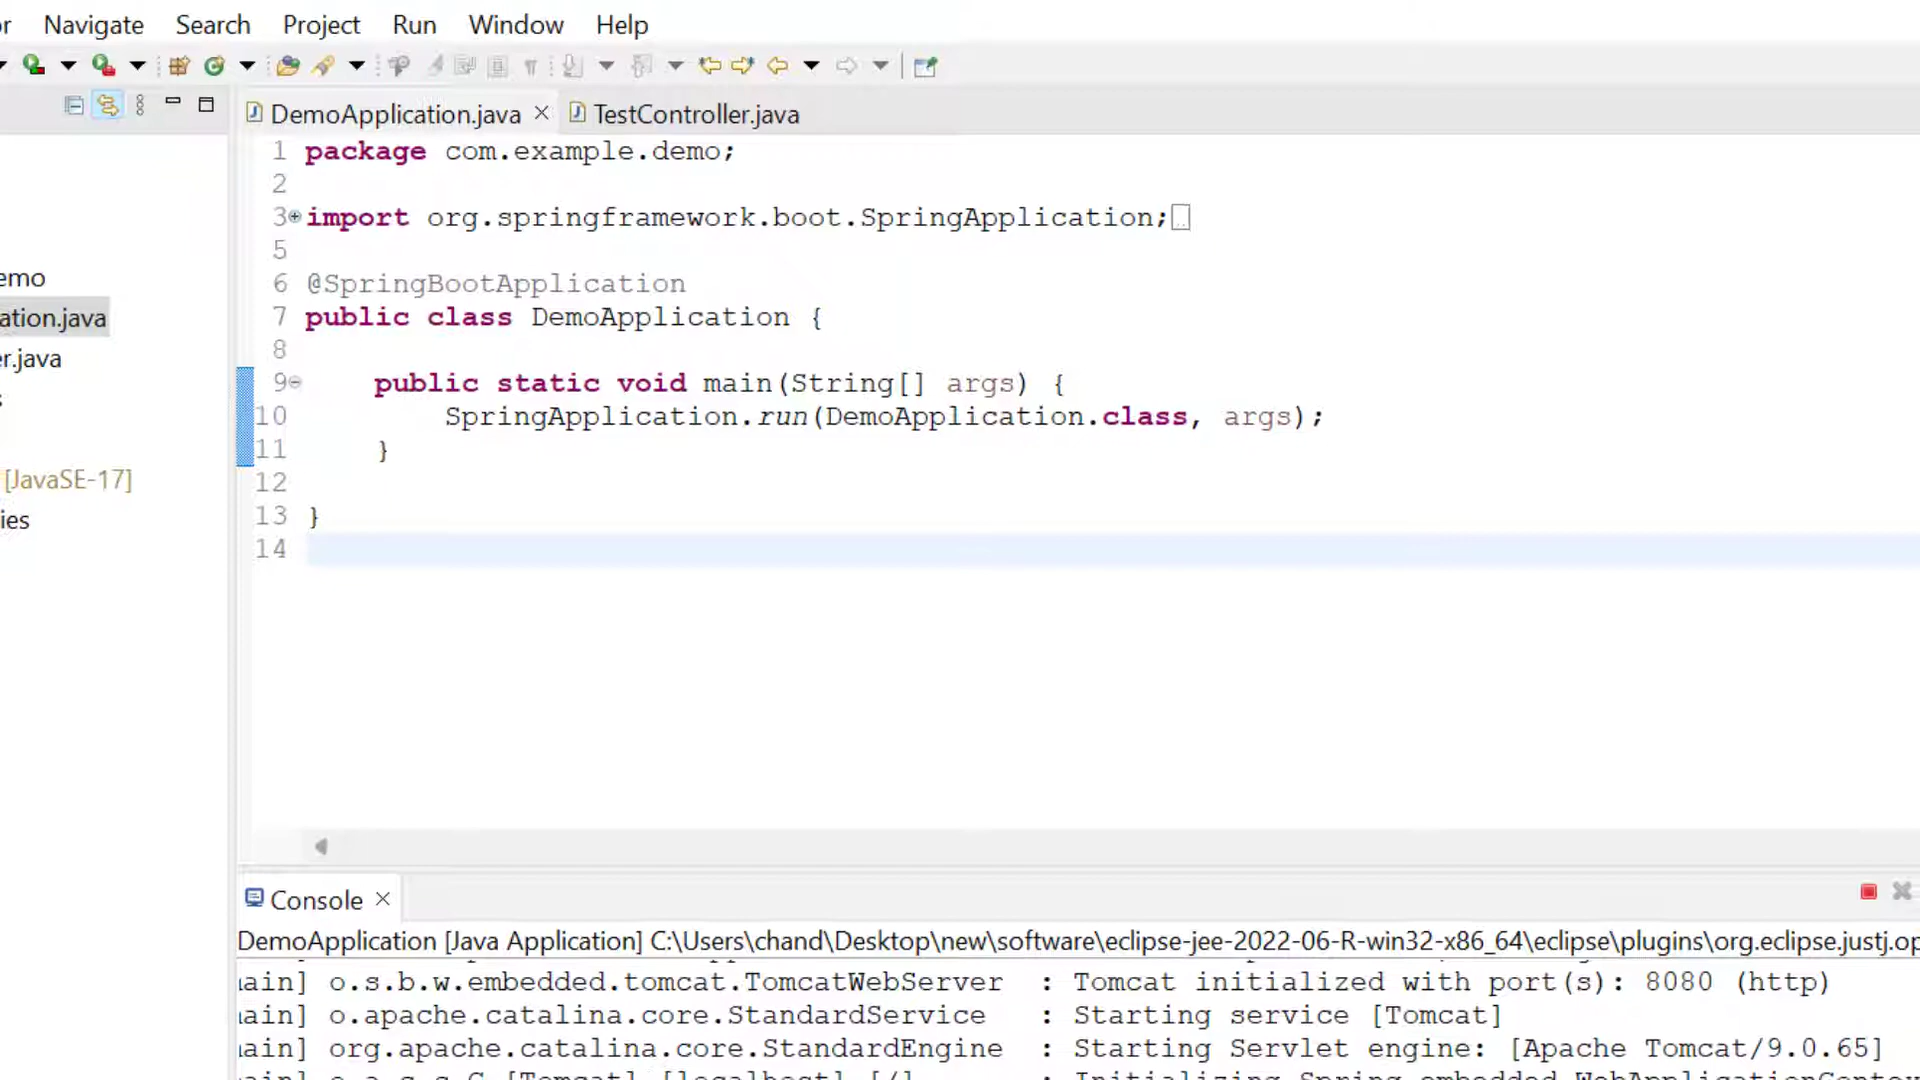 Navigate Search Project Run Window Help
DemoApplication.java TestController.java
1 package com.example.demo;
2
3 import org.springframework.boot.SpringApplication;
5
emo
6 @SpringBootApplication
ation.java
7 public class DemoApplication {
8
er.java
9 public static void main(String[] args) {
10 SpringApplication.run(DemoApplication.class, args);
11 }
[JavaSE-17]
12
ies
13 }
14
Console
DemoApplication [Java Application] C:\Users\chand\Desktop\new\software\eclipse-jee-2022-06-R-win32-x86_64\eclipse\plugins\org.eclipse.justj.op
ain] o.s.b.w.embedded.tomcat.TomcatWebServer : Tomcat initialized with port(s): 8080 (http)
ain] o.apache.catalina.core.StandardService : Starting service [Tomcat]
ain] org.apache.catalina.core.StandardEngine : Starting Servlet engine: [Apache Tomcat/9.0.65]